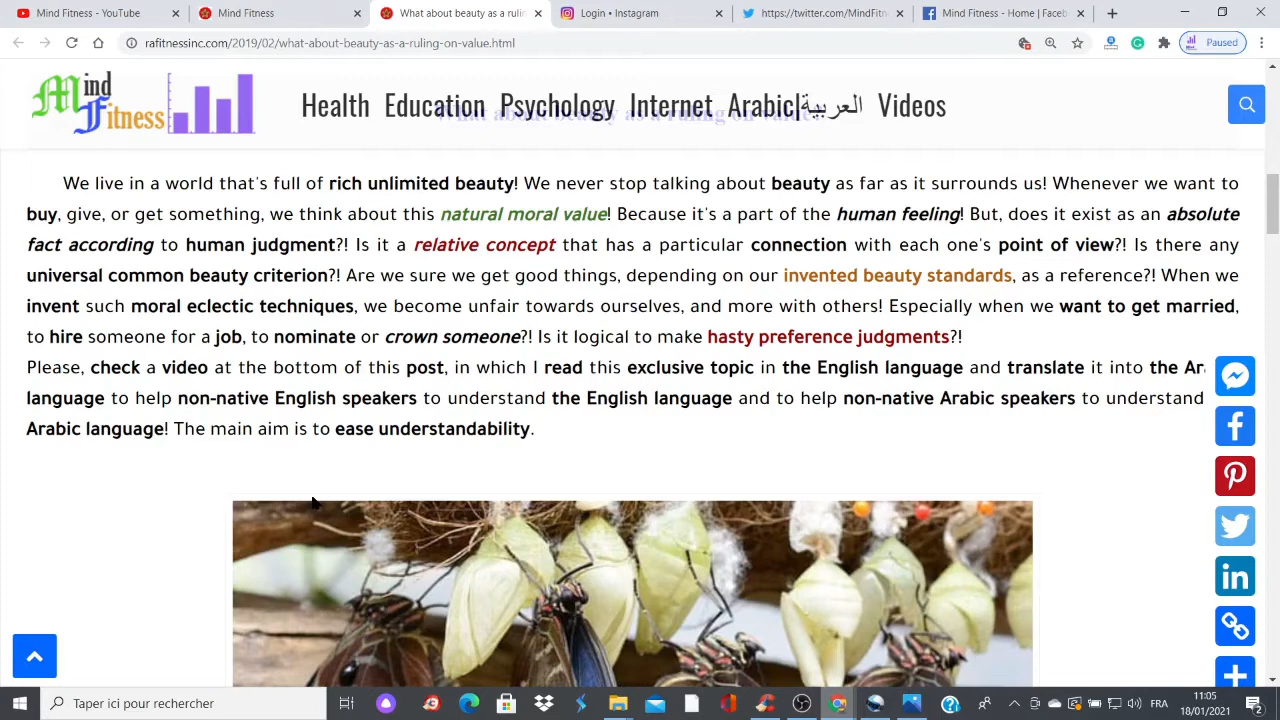 Mind Fitness - YouTube
Mind Fitness
What about beauty as a rulin
Login • Instagram
https://twitter.com/MindFitn
Mind Fitness - Home | Faceb
rafitnessinc.com/2019/02/what-about-beauty-as-a-ruling-on-value.html
Paused
Mind Fitness
Health Education Psychology Internet Arabic|العربية Videos
What about beauty as a ruling on value?
We live in a world that's full of rich unlimited beauty! We never stop talking about beauty as far as it surrounds us! Whenever we want to
buy, give, or get something, we think about this natural moral value! Because it's a part of the human feeling! But, does it exist as an absolute
fact according to human judgment?! Is it a relative concept that has a particular connection with each one's point of view?! Is there any
universal common beauty criterion?! Are we sure we get good things, depending on our invented beauty standards, as a reference?! When we
invent such moral eclectic techniques, we become unfair towards ourselves, and more with others! Especially when we want to get married,
to hire someone for a job, to nominate or crown someone?! Is it logical to make hasty preference judgments?!
Please, check a video at the bottom of this post, in which I read this exclusive topic in the English language and translate it into the Ar
language to help non-native English speakers to understand the English language and to help non-native Arabic speakers to understand
Arabic language! The main aim is to ease understandability.
Taper ici pour rechercher
FRA
11:05
18/01/2021
2